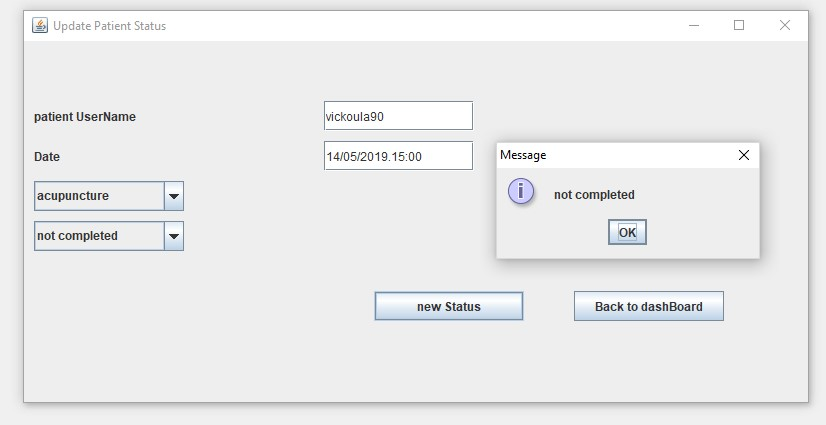 Update Patient Status
patient UserName
vickoula90
Date
14/05/2019.15:00
acupuncture
not completed
Message
not completed
OK
new Status
Back to dashBoard